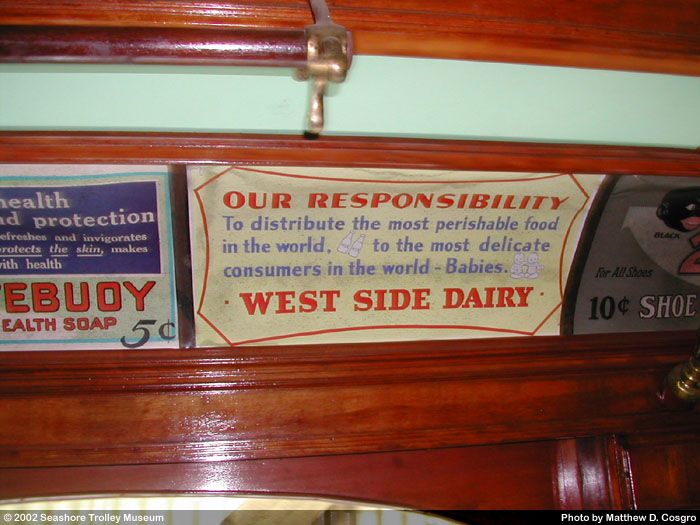 health
nd protection
efreshes and invigorates
protects the skin, makes
with health
EBUOY
EALTH SOAP
5¢
OUR RESPONSIBILITY
To distribute the most perishable food
in the world, to the most delicate
consumers in the world - Babies.
· WEST SIDE DAIRY ·
BLACK
2
For All Shoes
10¢ SHOE
© 2002 Seashore Trolley Museum
Photo by Matthew D. Cosgro